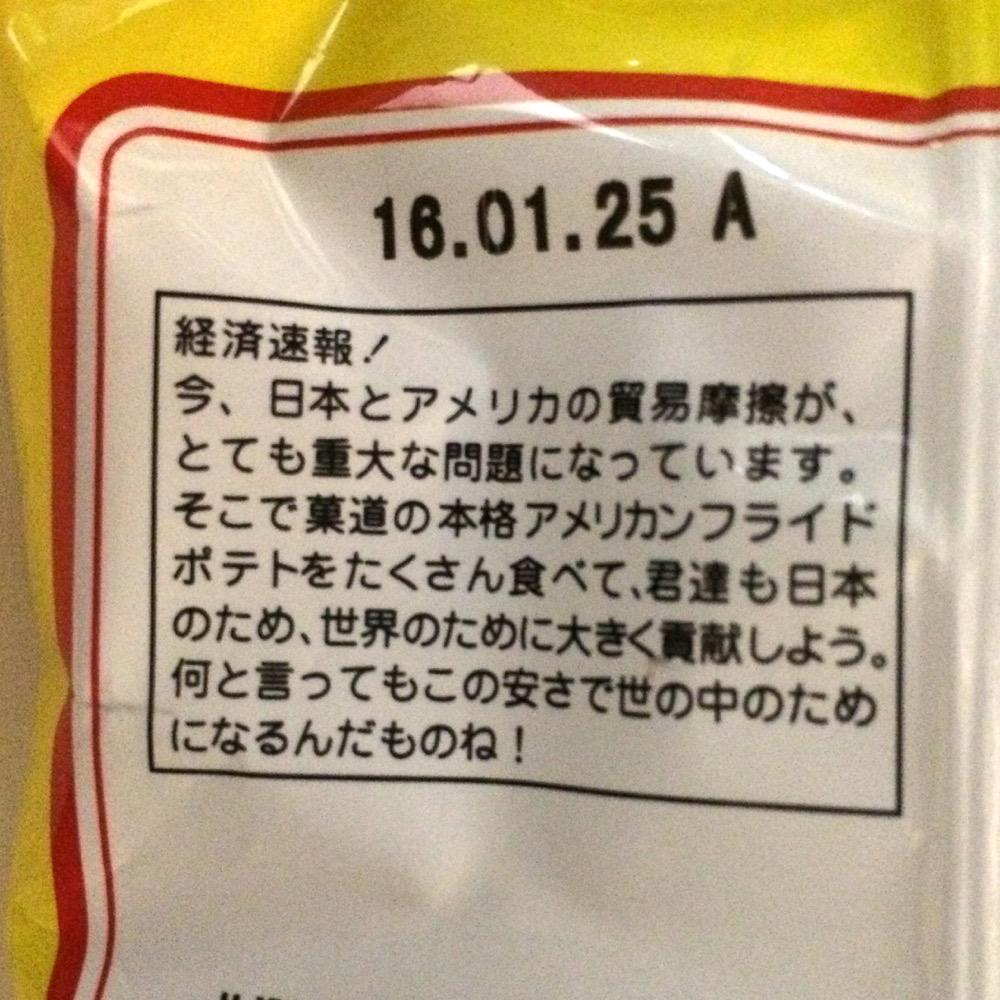 16.01.25 A
経済速報！
今、日本とアメリカの貿易摩擦が、
とても重大な問題になっています。
そこで菓道の本格アメリカンフライド
ポテトをたくさん食べて、君達も日本
のため、世界のために大きく貢献しよう。
何と言ってもこの安さで世の中のため
になるんだものね！